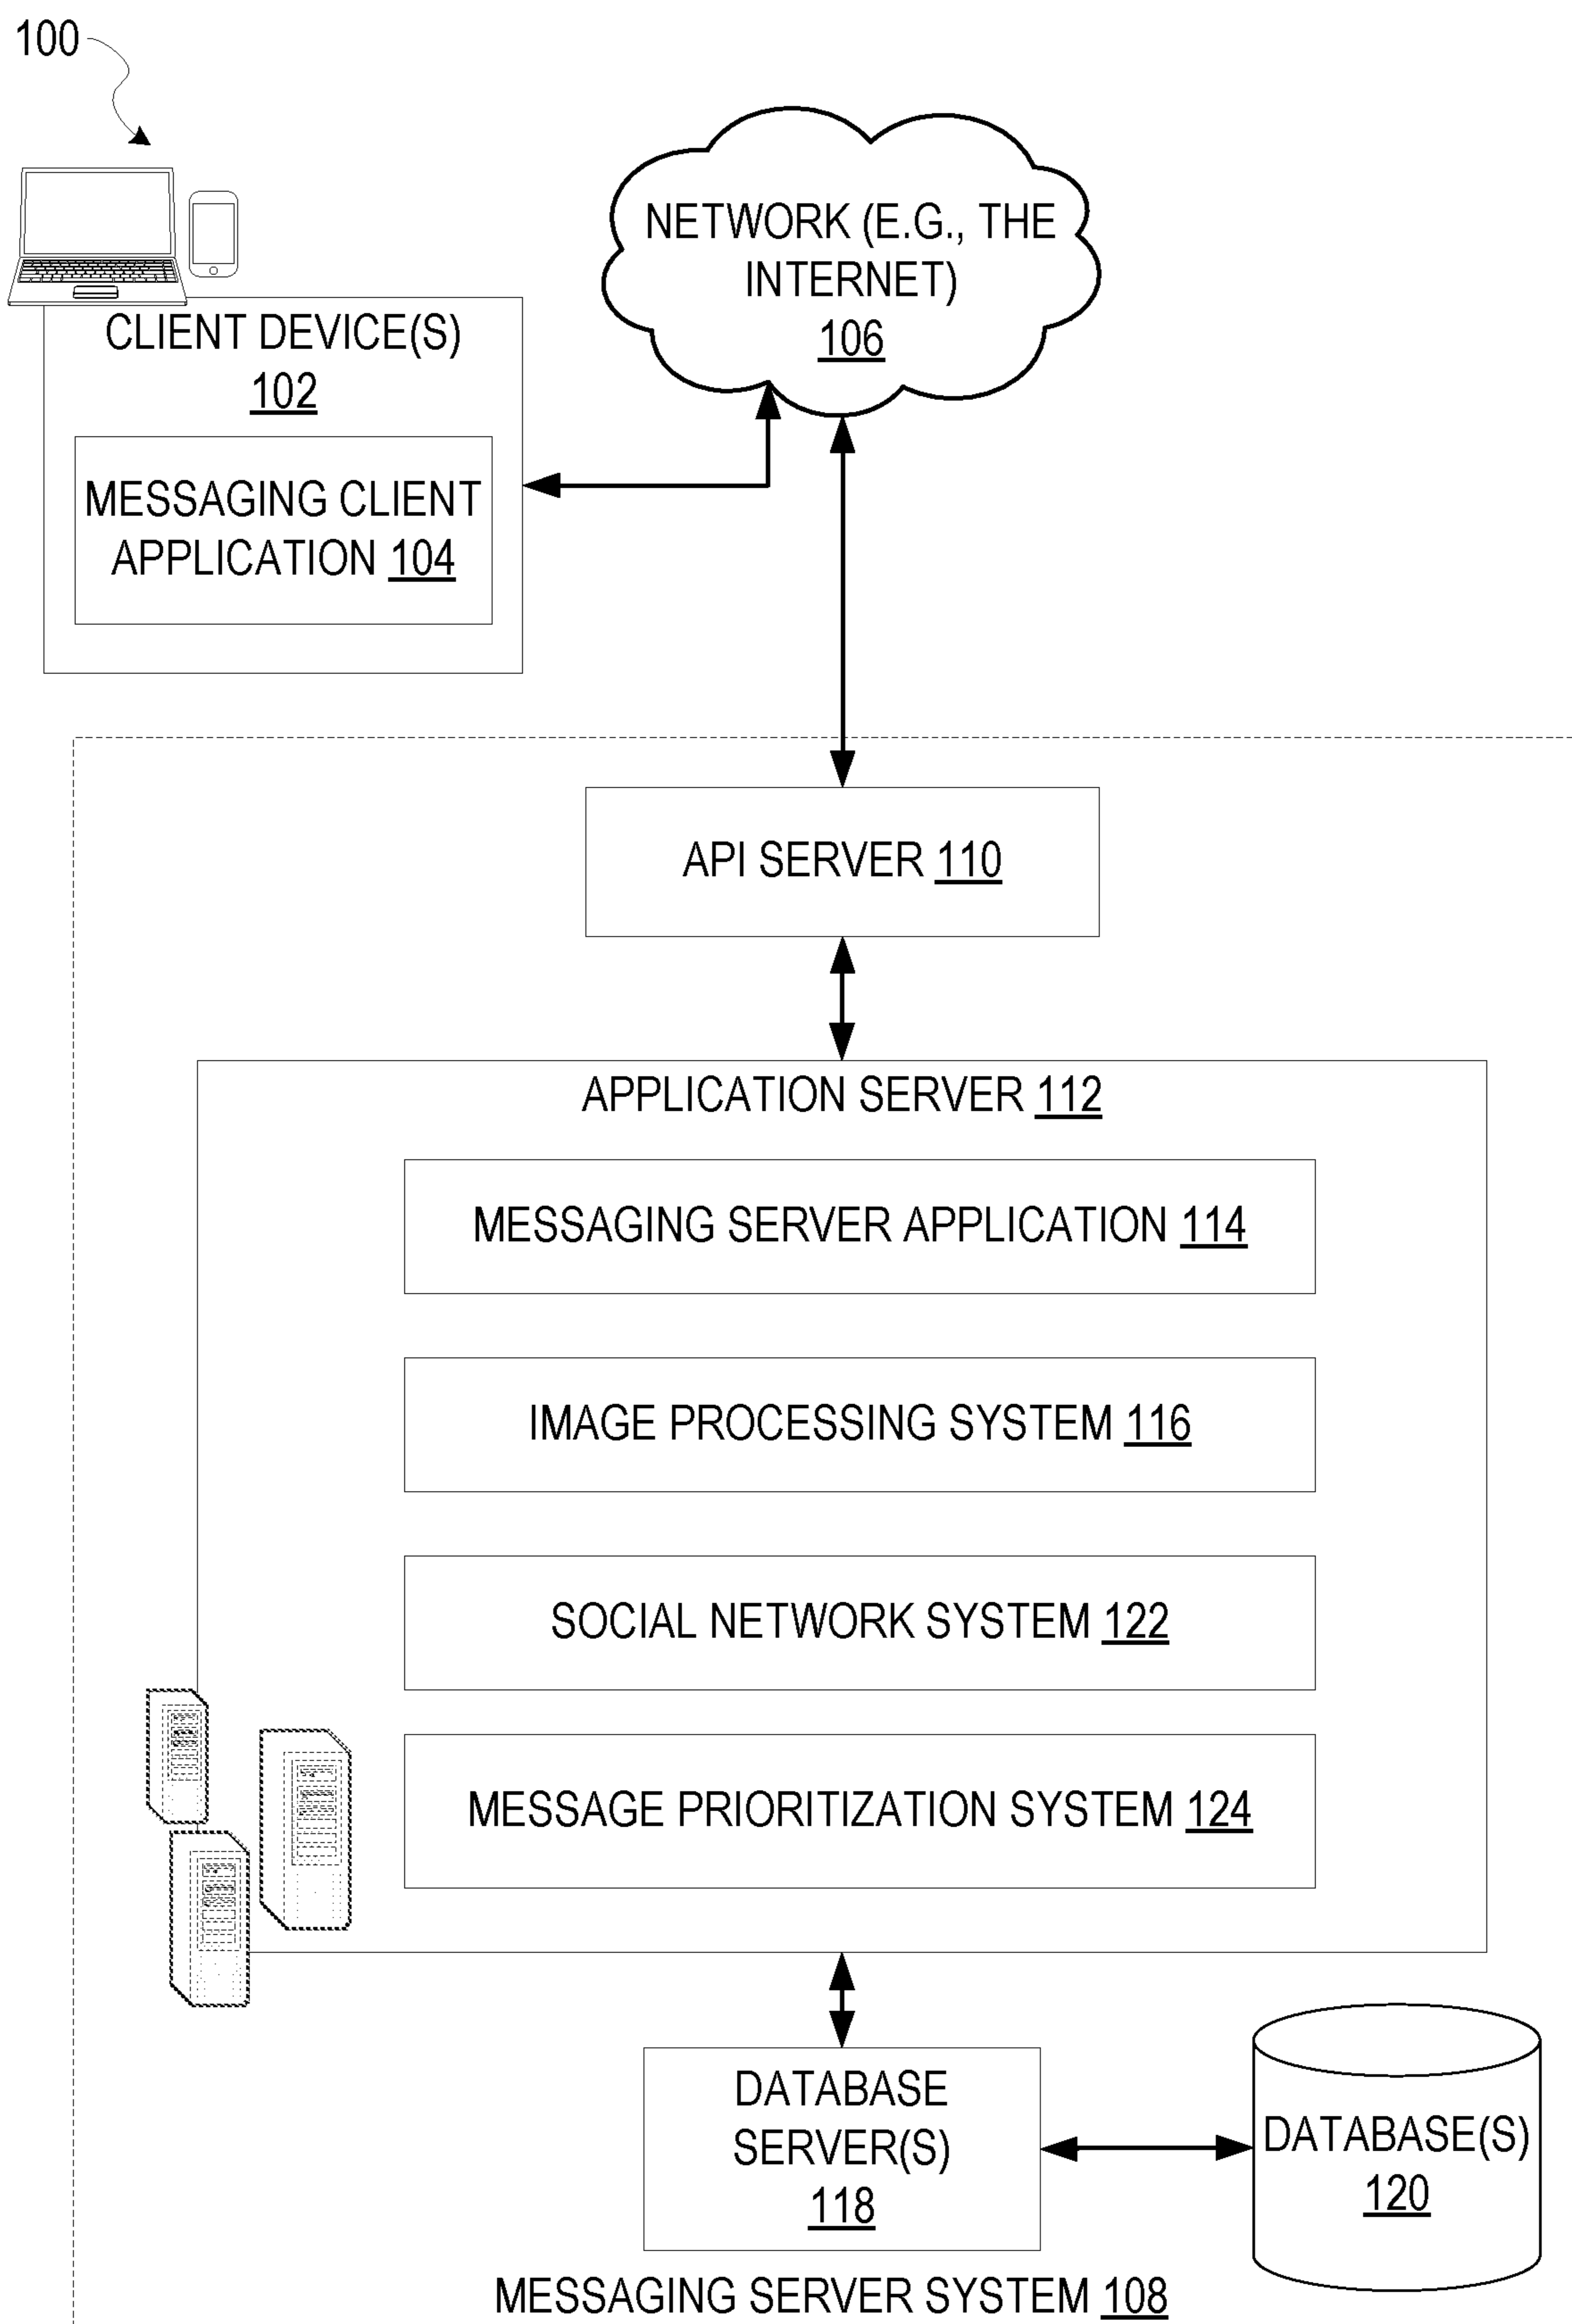 100
NETWORK (E.G., THE
INTERNET)
106
CLIENT DEVICE(S)
102
MESSAGING CLIENT
APPLICATION 104
API SERVER 110
APPLICATION SERVER 112
MESSAGING SERVER APPLICATION 114
IMAGE PROCESSING SYSTEM 116
SOCIAL NETWORK SYSTEM 122
MESSAGE PRIORITIZATION SYSTEM 124
DATABASE
SERVER(S)
118
DATABASE(S)
120
MESSAGING SERVER SYSTEM 108